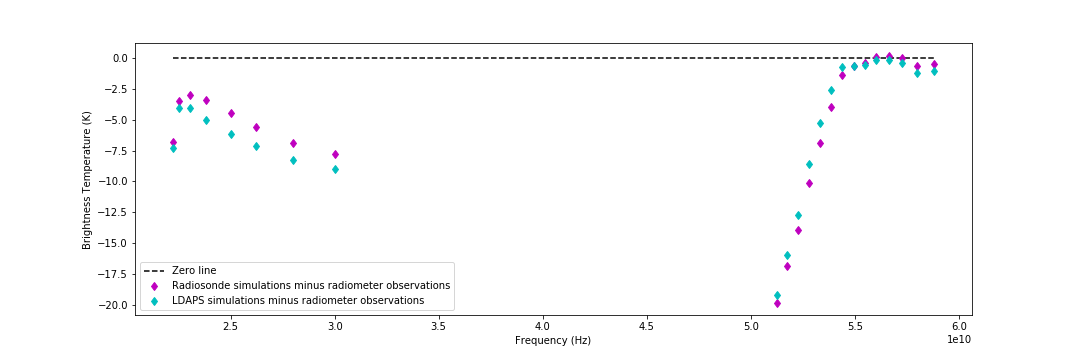 0.0
−2.5
−5.0
−7.5
−10.0
−12.5
−15.0
−17.5
−20.0
Brightness Temperature (K)
Zero line
Radiosonde simulations minus radiometer observations
LDAPS simulations minus radiometer observations
2.5 3.0 3.5 4.0 4.5 5.0 5.5 6.0
1e10
Frequency (Hz)